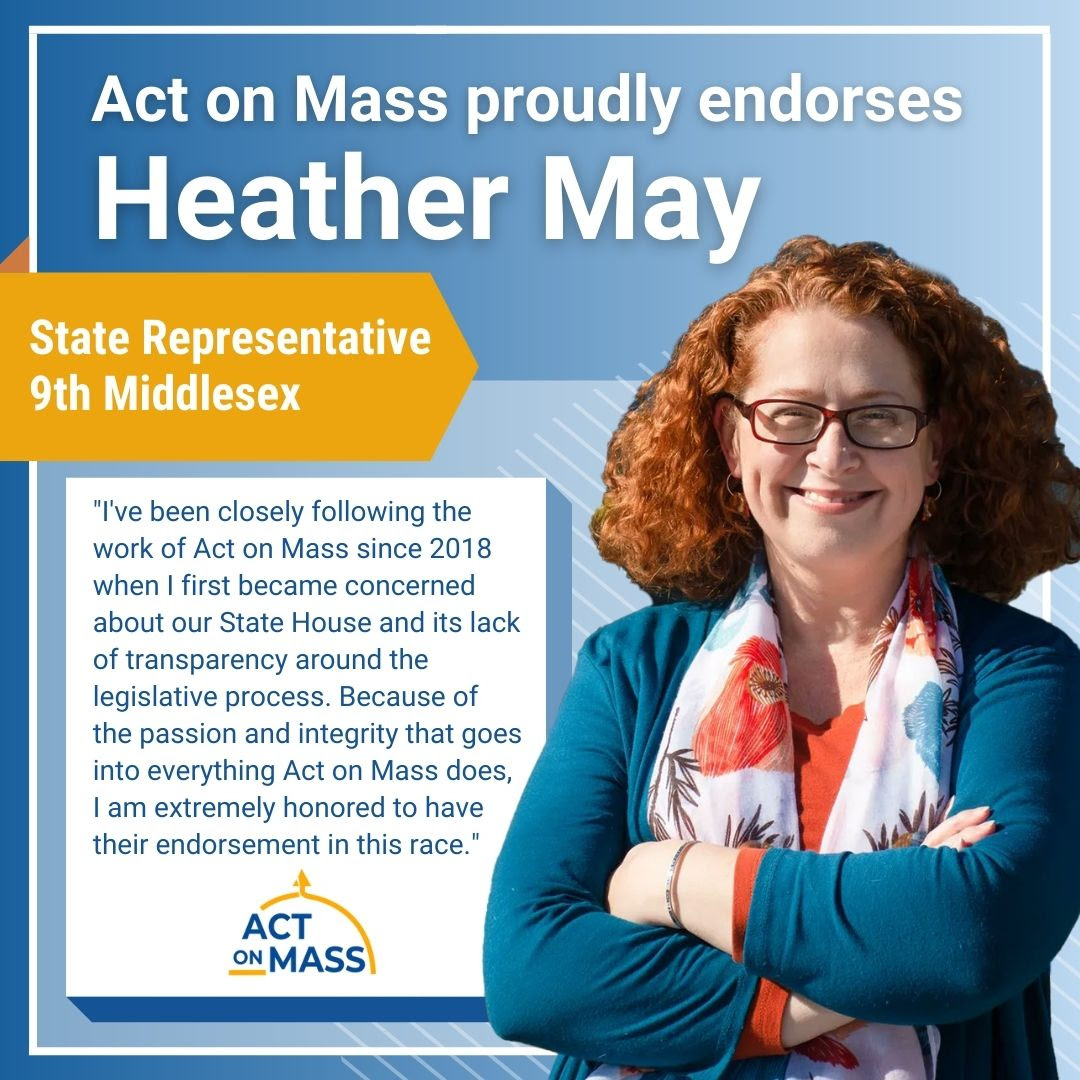 Act on Mass proudly endorses
Heather May
State Representative
9th Middlesex
"I've been closely following the
work of Act on Mass since 2018
when I first became concerned
about our State House and its lack
of transparency around the
legislative process. Because of
the passion and integrity that goes
into everything Act on Mass does,
I am extremely honored to have
their endorsement in this race."
ACT
ON MASS